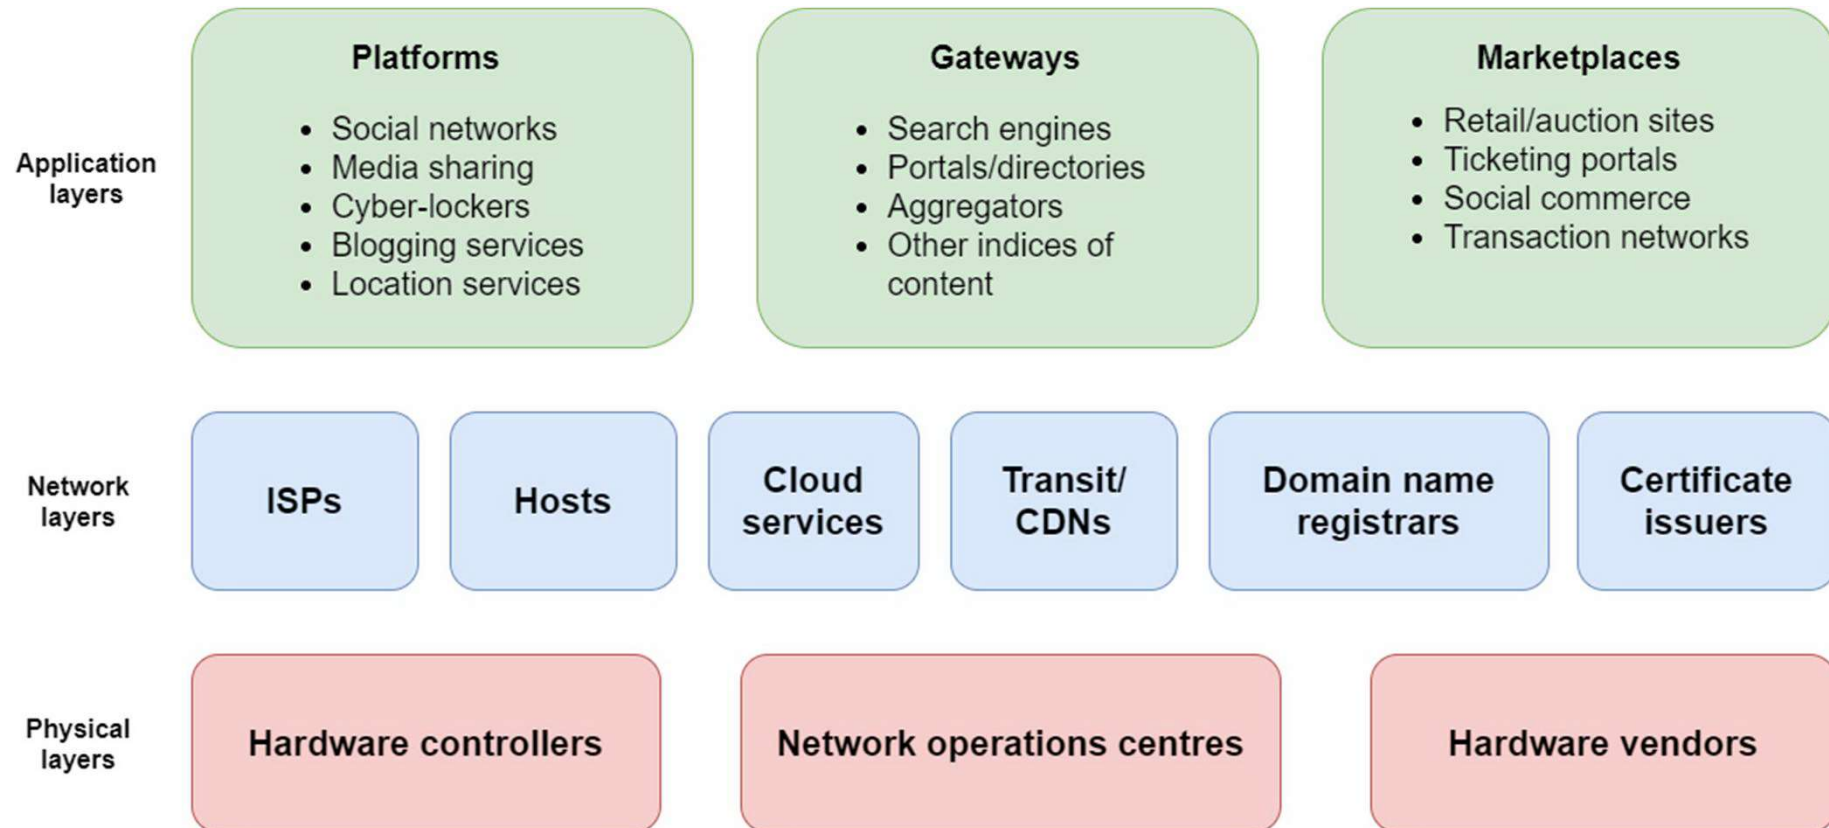 Application
layers
Platforms
• Social networks
• Media sharing
• Cyber-lockers
• Blogging services
• Location services
Gateways
• Search engines
• Portals/directories
• Aggregators
• Other indices of
content
Marketplaces
• Retail/auction sites
• Ticketing portals
• Social commerce
• Transaction networks
Network
layers
ISPs
Hosts
Cloud
services
Transit/
CDNs
Domain name
registrars
Certificate
issuers
Physical
layers
Hardware controllers
Network operations centres
Hardware vendors